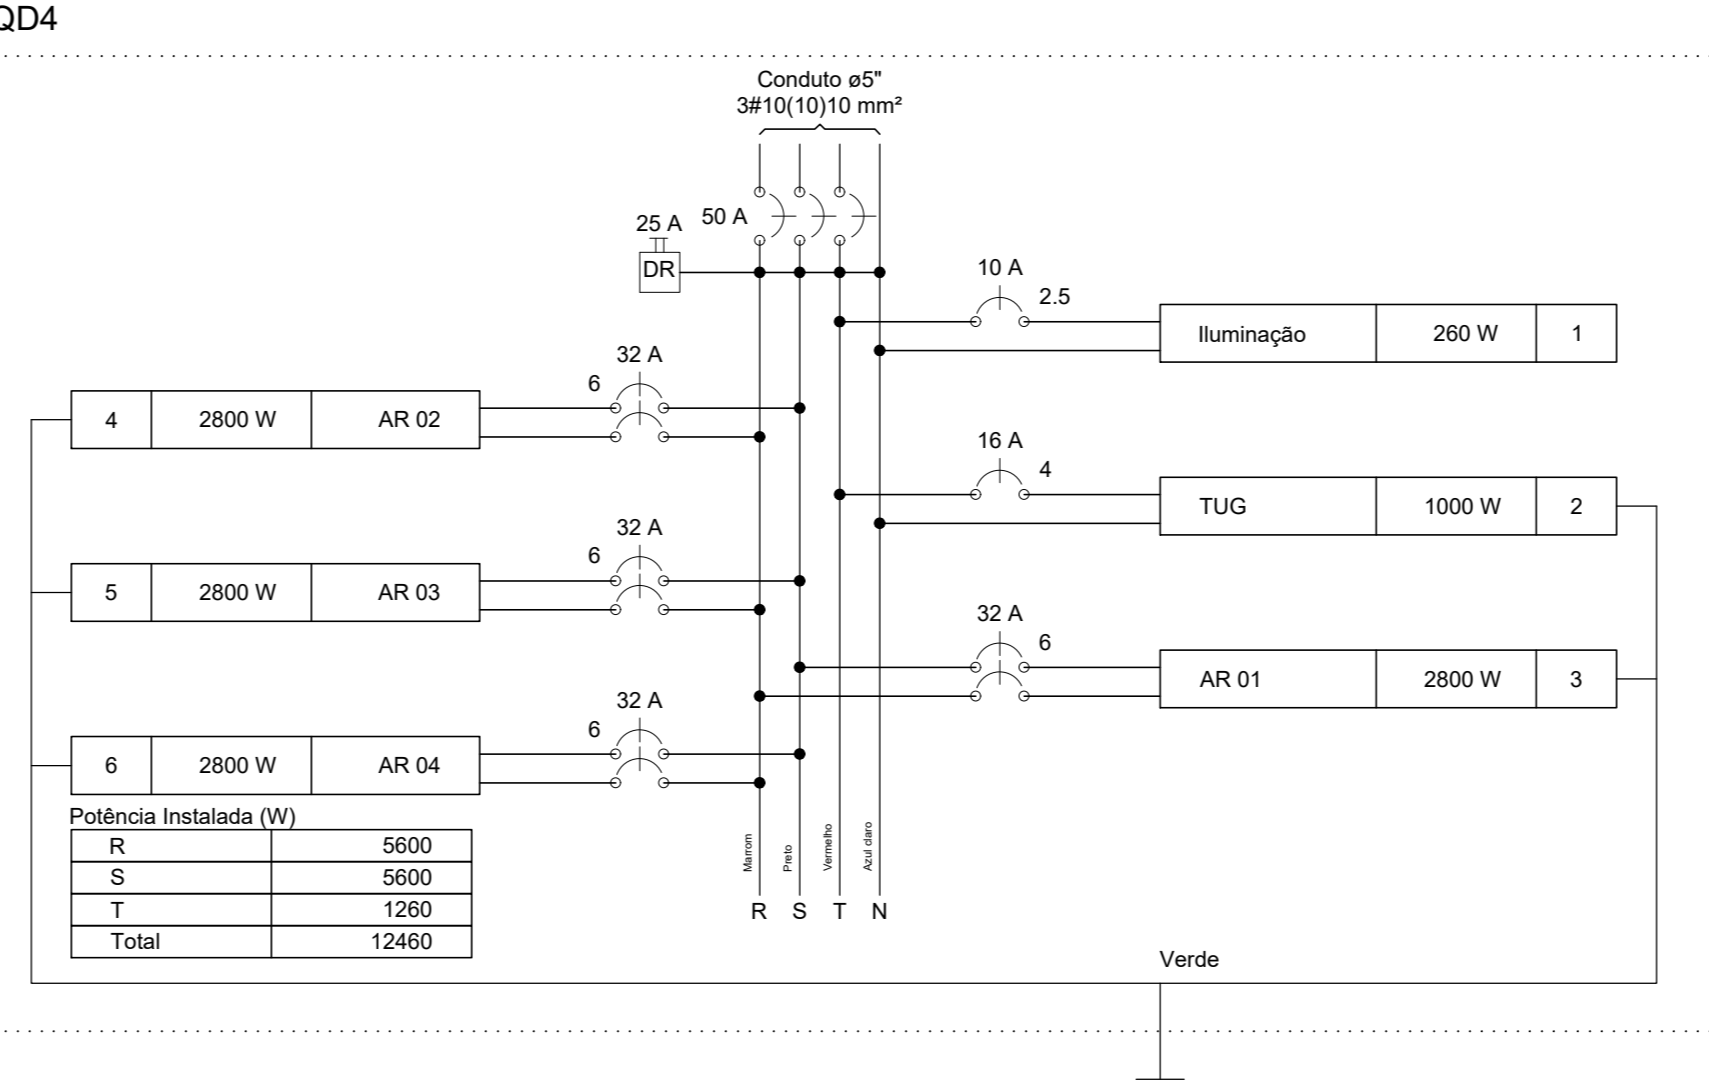 QD4
Conduto ø5"
3#10(10)10 mm²
25 A
50 A
DR
10 A
2.5
Iluminação 260 W 1
32 A
6
4 2800 W AR 02
16 A
4
TUG 1000 W 2
32 A
6
5 2800 W AR 03
32 A
6
AR 01 2800 W 3
32 A
6
6 2800 W AR 04
Potência Instalada (W)
R 5600
S 5600
T 1260
Total 12460
Marrom
Preto
Vermelho
Azul claro
R S T N
Verde